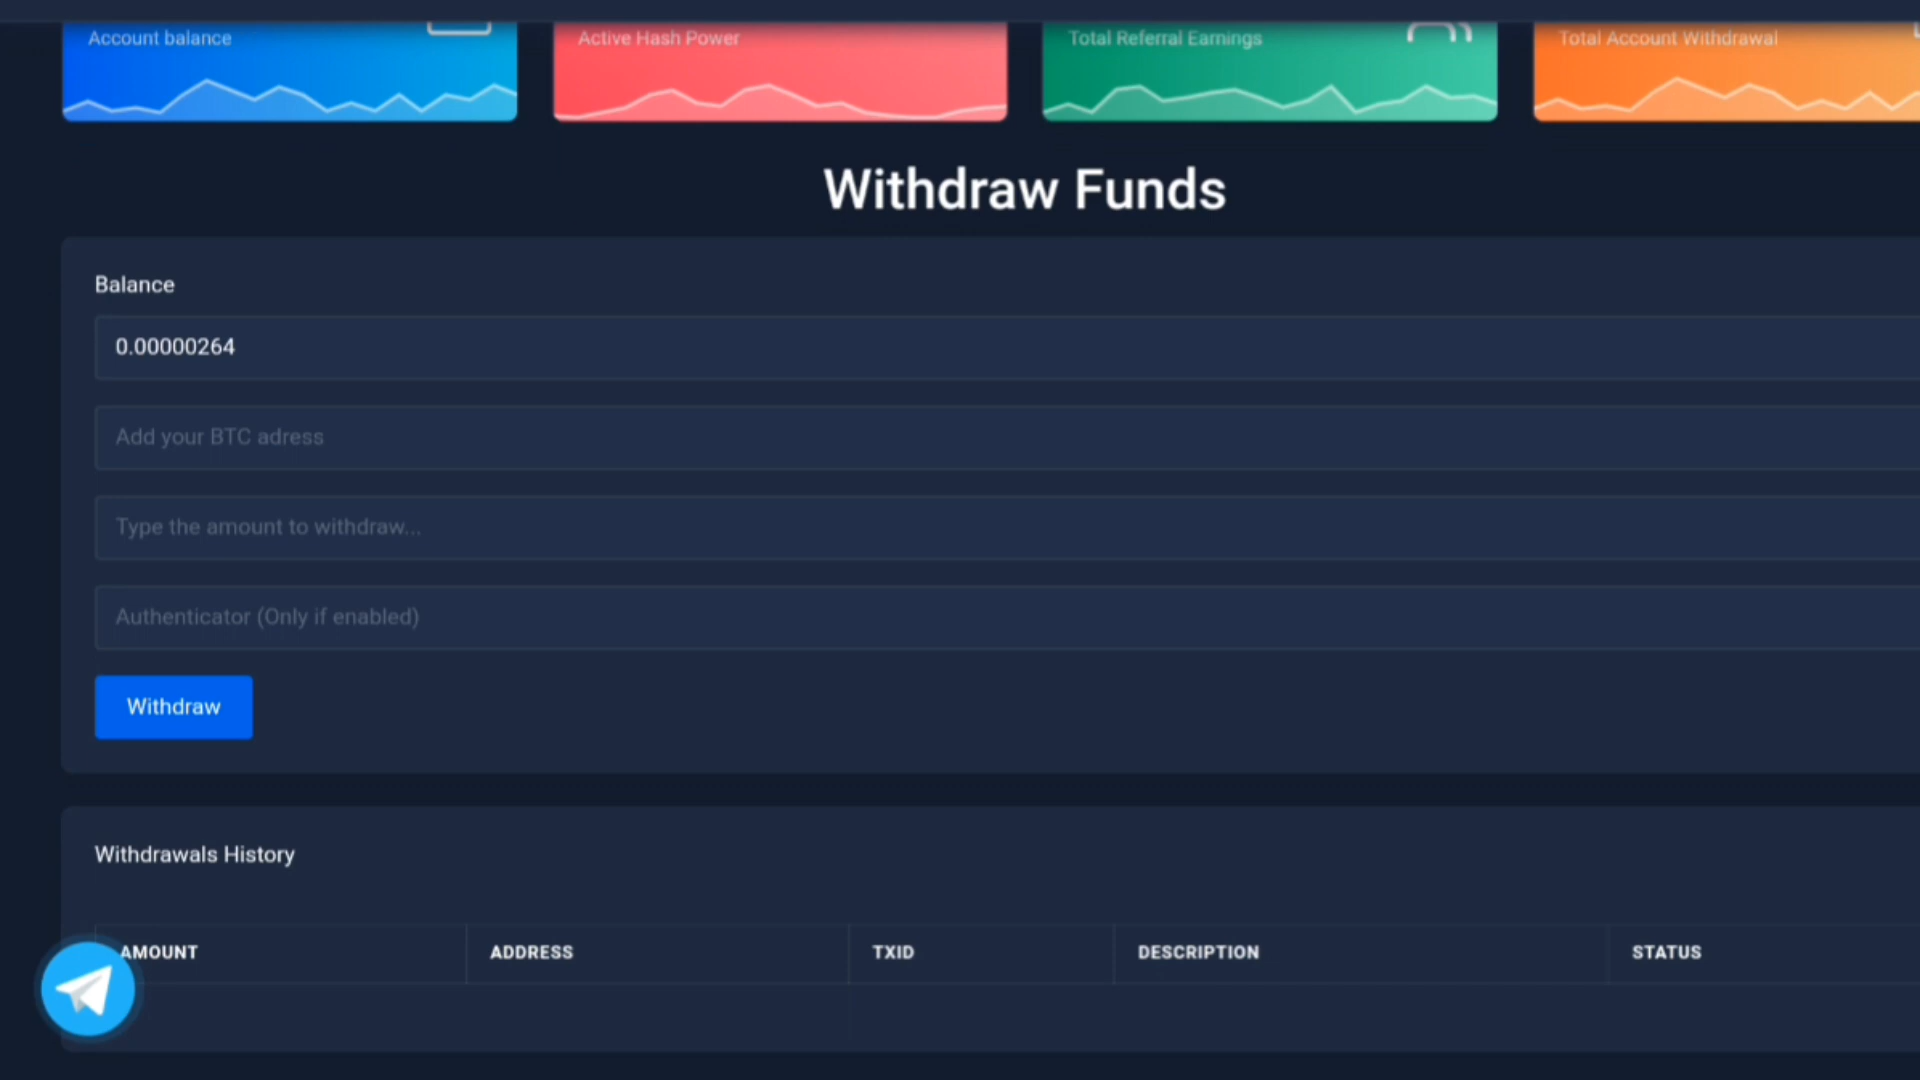 Account balance
Active Hash Power
Total Referral Earnings
Total Account Withdrawal
Withdraw Funds
Balance
0.00000264
Add your BTC adress
Type the amount to withdraw...
Authenticator (Only if enabled)
Withdraw
Withdrawals History
AMOUNT
ADDRESS
TXID
DESCRIPTION
STATUS